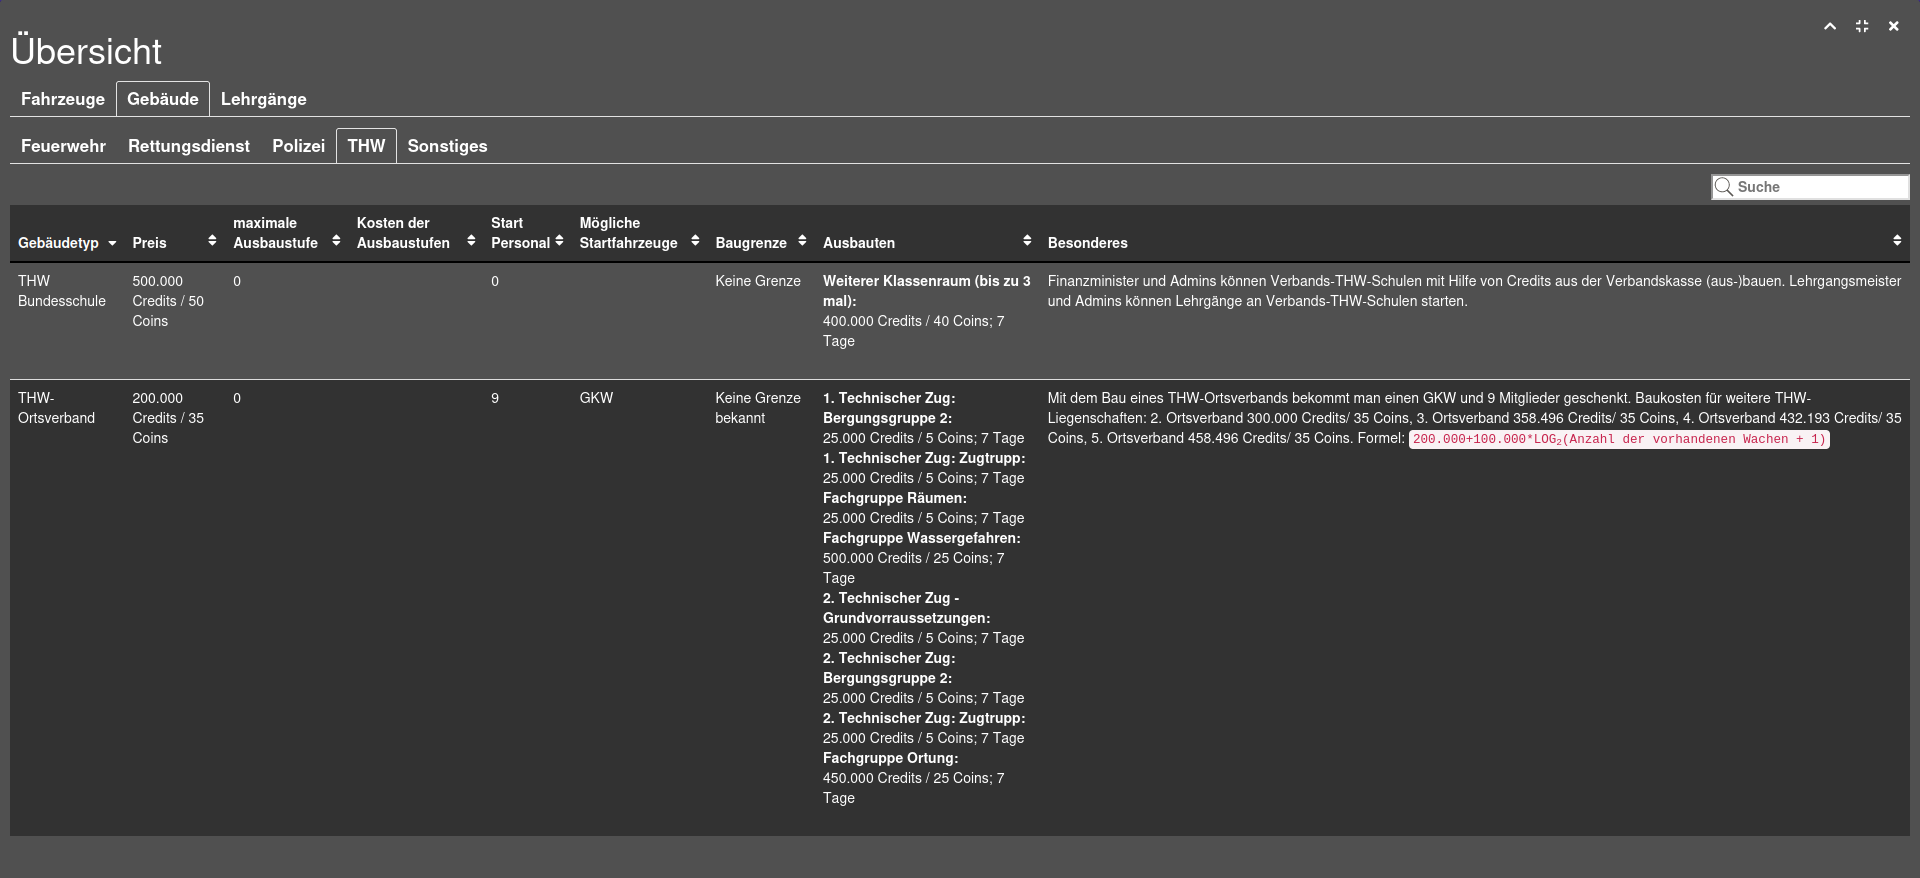 Übersicht
Fahrzeuge Gebäude Lehrgänge
Feuerwehr Rettungsdienst Polizei THW Sonstiges
Suche
Gebäudetyp
Preis
maximale
Ausbaustufe
Kosten der
Ausbaustufen
Start
Personal
Mögliche
Startfahrzeuge
Baugrenze
Ausbauten
Besonderes
THW
Bundesschule
500.000
Credits / 50
Coins
0
0
Keine Grenze
Weiterer Klassenraum (bis zu 3
mal):
400.000 Credits / 40 Coins; 7
Tage
Finanzminister und Admins können Verbands-THW-Schulen mit Hilfe von Credits aus der Verbandskasse (aus-)bauen. Lehrgangsmeister
und Admins können Lehrgänge an Verbands-THW-Schulen starten.
THW-
Ortsverband
200.000
Credits / 35
Coins
0
9
GKW
Keine Grenze
bekannt
1. Technischer Zug:
Bergungsgruppe 2:
25.000 Credits / 5 Coins; 7 Tage
1. Technischer Zug: Zugtrupp:
25.000 Credits / 5 Coins; 7 Tage
Fachgruppe Räumen:
25.000 Credits / 5 Coins; 7 Tage
Fachgruppe Wassergefahren:
500.000 Credits / 25 Coins; 7
Tage
2. Technischer Zug -
Grundvorraussetzungen:
25.000 Credits / 5 Coins; 7 Tage
2. Technischer Zug:
Bergungsgruppe 2:
25.000 Credits / 5 Coins; 7 Tage
2. Technischer Zug: Zugtrupp:
25.000 Credits / 5 Coins; 7 Tage
Fachgruppe Ortung:
450.000 Credits / 25 Coins; 7
Tage
Mit dem Bau eines THW-Ortsverbands bekommt man einen GKW und 9 Mitglieder geschenkt. Baukosten für weitere THW-
Liegenschaften: 2. Ortsverband 300.000 Credits/ 35 Coins, 3. Ortsverband 358.496 Credits/ 35 Coins, 4. Ortsverband 432.193 Credits/ 35
Coins, 5. Ortsverband 458.496 Credits/ 35 Coins. Formel: 200.000+100.000*LOG₂(Anzahl der vorhandenen Wachen + 1)